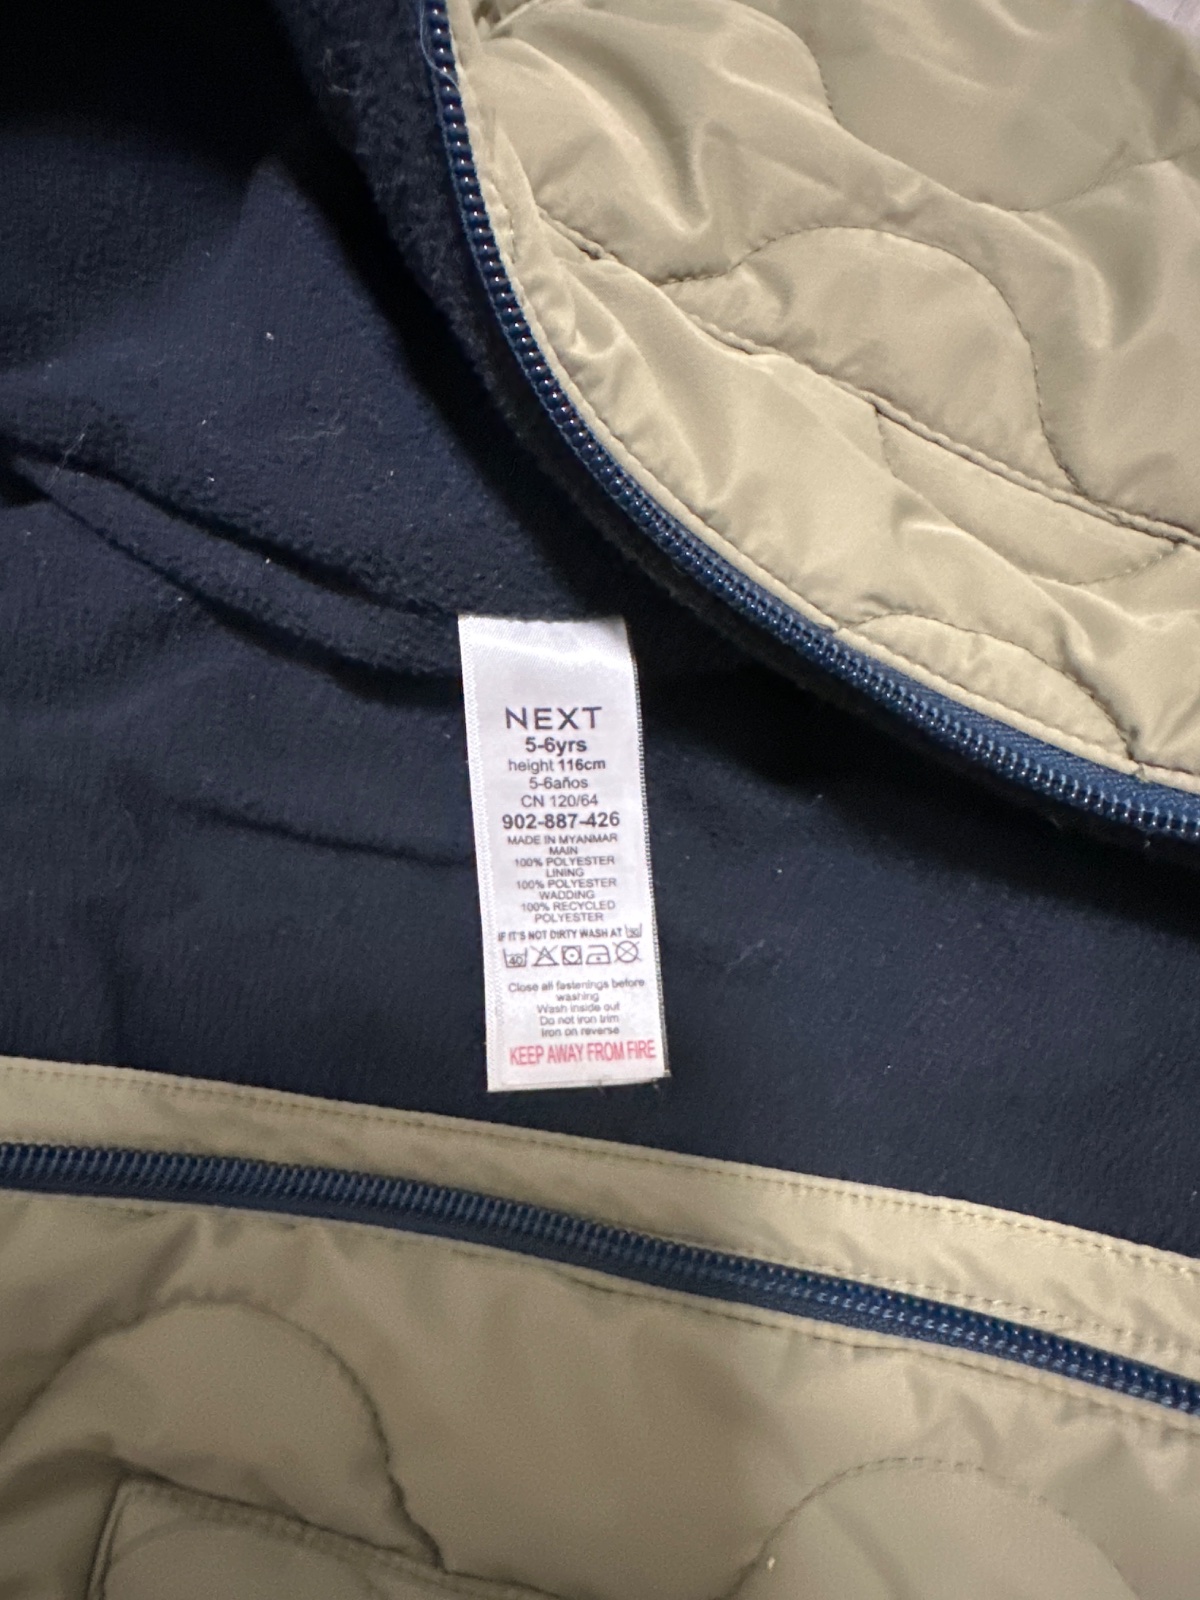 NEXT
5-6yrs
height 116cm
5-6años
CN 120/64
902-887-426
MADE IN MYANMAR
MAIN
100% POLYESTER
LINING
100% POLYESTER
WADDING
100% RECYCLED
POLYESTER
IF IT'S NOT DIRTY WASH AT 30
40
Close all fastenings before
washing
Wash inside out
Do not iron trim
Iron on reverse
KEEP AWAY FROM FIRE